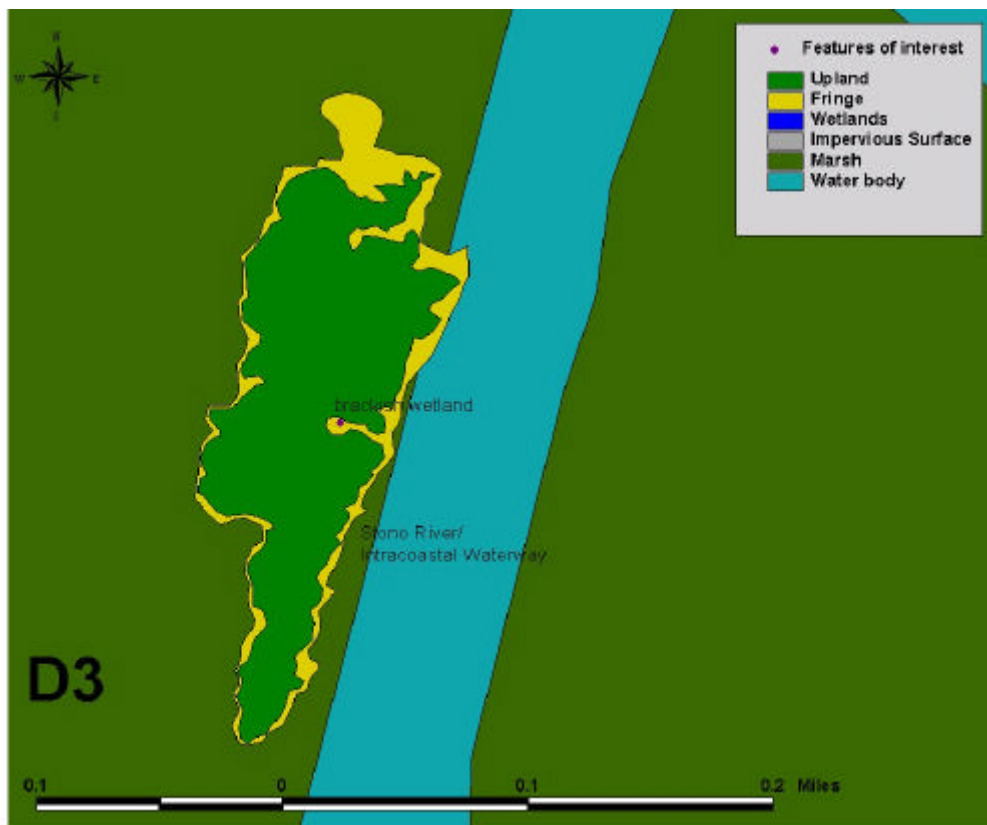 N
W E
S
Features of interest
Upland
Fringe
Wetlands
Impervious Surface
Marsh
Water body
brackish wetland
Stono River/
Intracoastal Waterway
D3
0.1 0 0.1 0.2 Miles